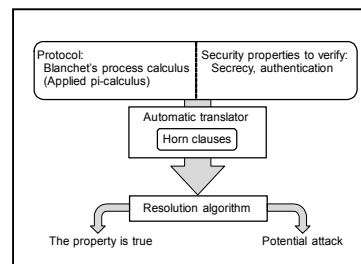 Protocol:
Blanchet's process calculus
(Applied pi-calculus)
Security properties to verify:
Secrecy, authentication
Automatic translator
Horn clauses
Resolution algorithm
The property is true
Potential attack